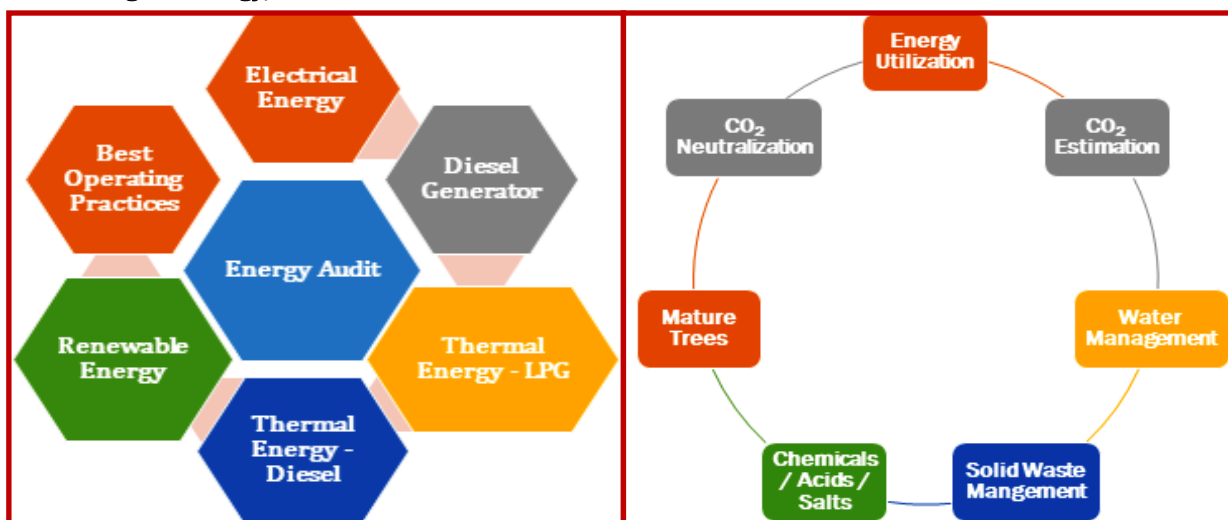 Electrical
Energy
Best
Operating
Practices
Diesel
Generator
Energy Audit
Renewable
Energy
Thermal
Energy - LPG
Thermal
Energy -
Diesel
Energy
Utilization
CO₂
Neutralization
CO₂
Estimation
Mature
Trees
Water
Management
Chemicals
/ Acids /
Salts
Solid Waste
Mangement